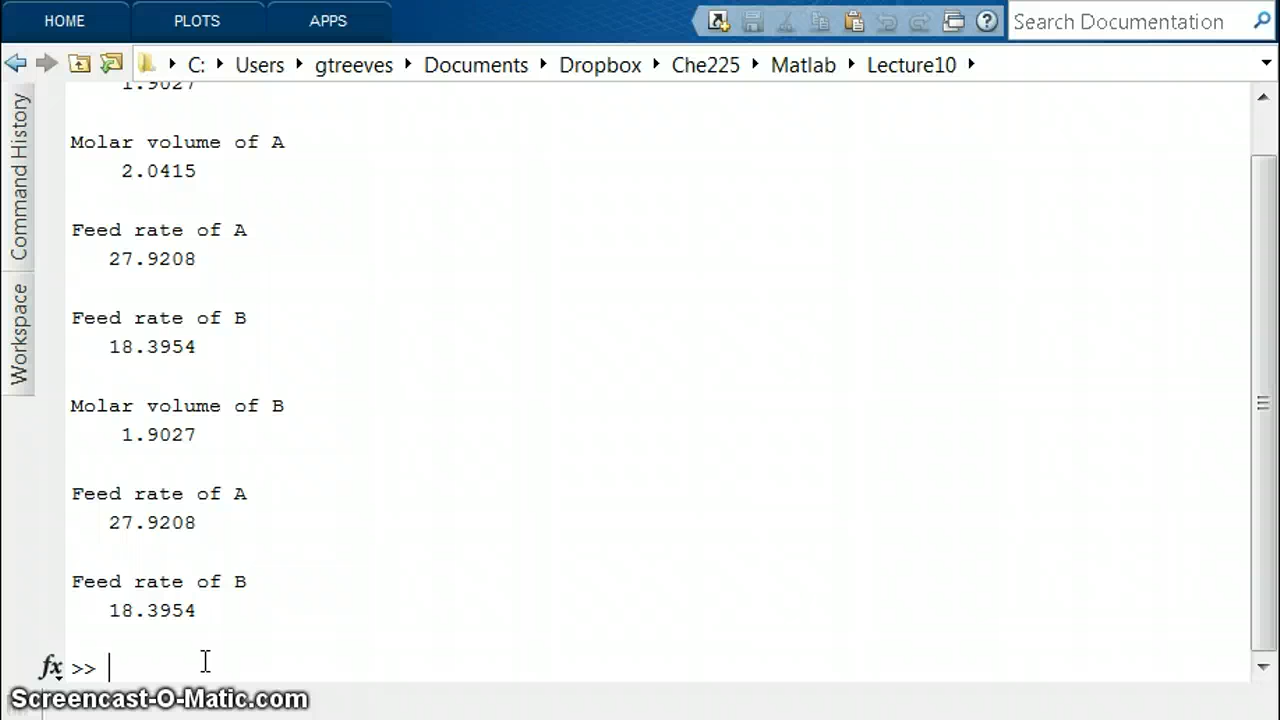 HOME PLOTS APPS Search Documentation
C: Users gtreeves Documents Dropbox Che225 Matlab Lecture10
1.9027
Molar volume of A
2.0415
Feed rate of A
27.9208
Feed rate of B
18.3954
Molar volume of B
1.9027
Feed rate of A
27.9208
Feed rate of B
18.3954
fx >>
Command History
Workspace
Screencast-O-Matic.com